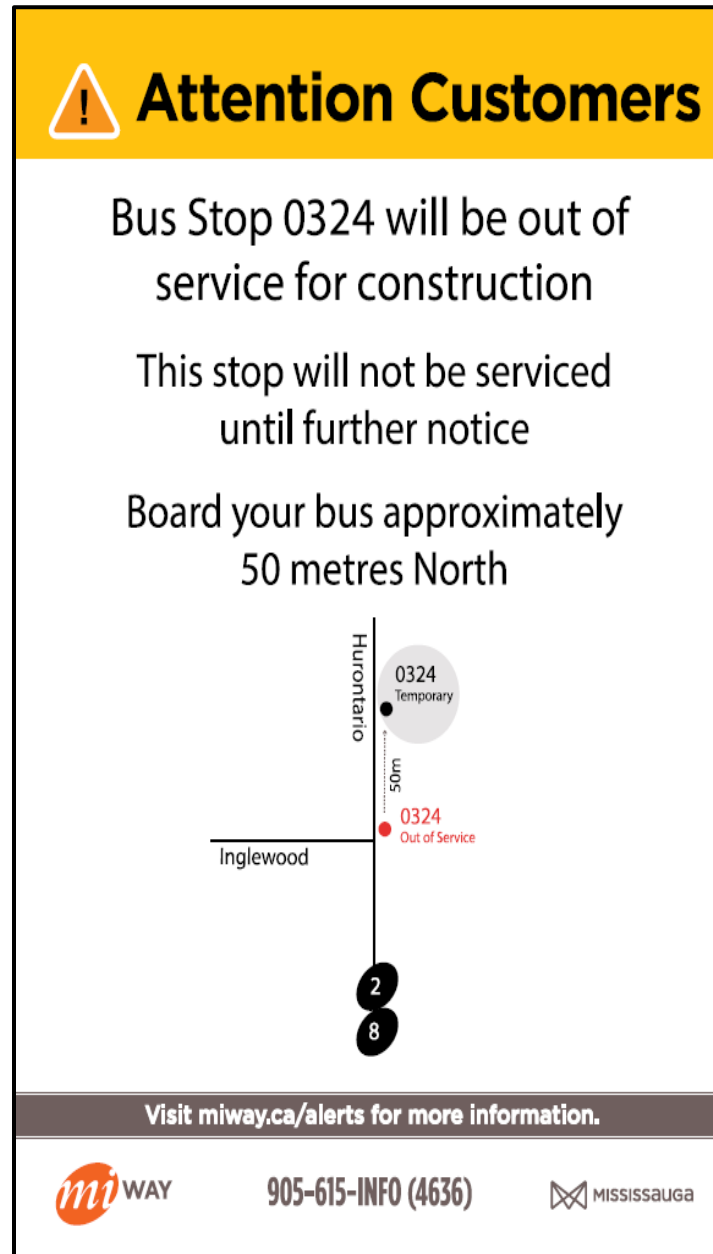 ! Attention Customers
Bus Stop 0324 will be out of
service for construction
This stop will not be serviced
until further notice
Board your bus approximately
50 metres North
Hurontario
0324
Temporary
50m
0324
Out of Service
Inglewood
2
8
Visit miway.ca/alerts for more information.
mi WAY
905-615-INFO (4636)
MISSISSAUGA